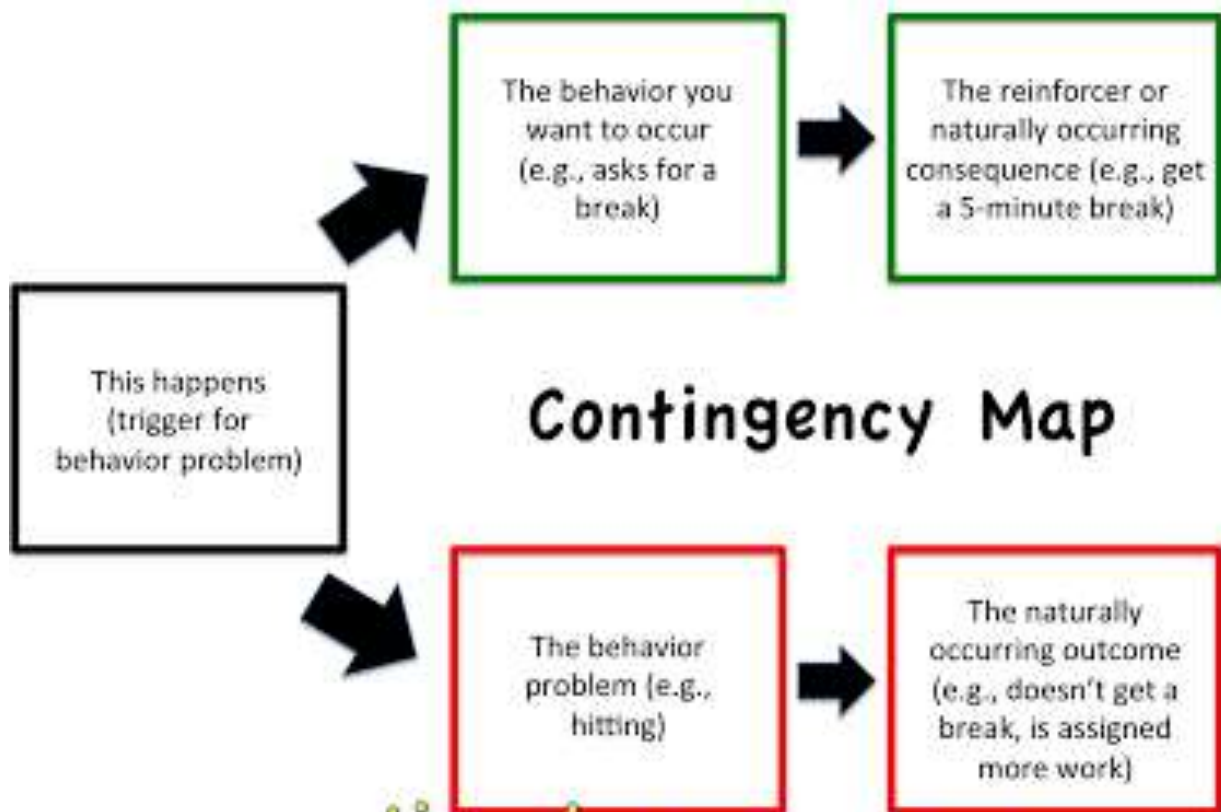 The behavior you
want to occur
(e.g., asks for a
break)
The reinforcer or
naturally occurring
consequence (e.g., get
a 5-minute break)
This happens
(trigger for
behavior problem)
Contingency Map
The behavior
problem (e.g.,
hitting)
The naturally
occurring outcome
(e.g., doesn't get a
break, is assigned
more work)